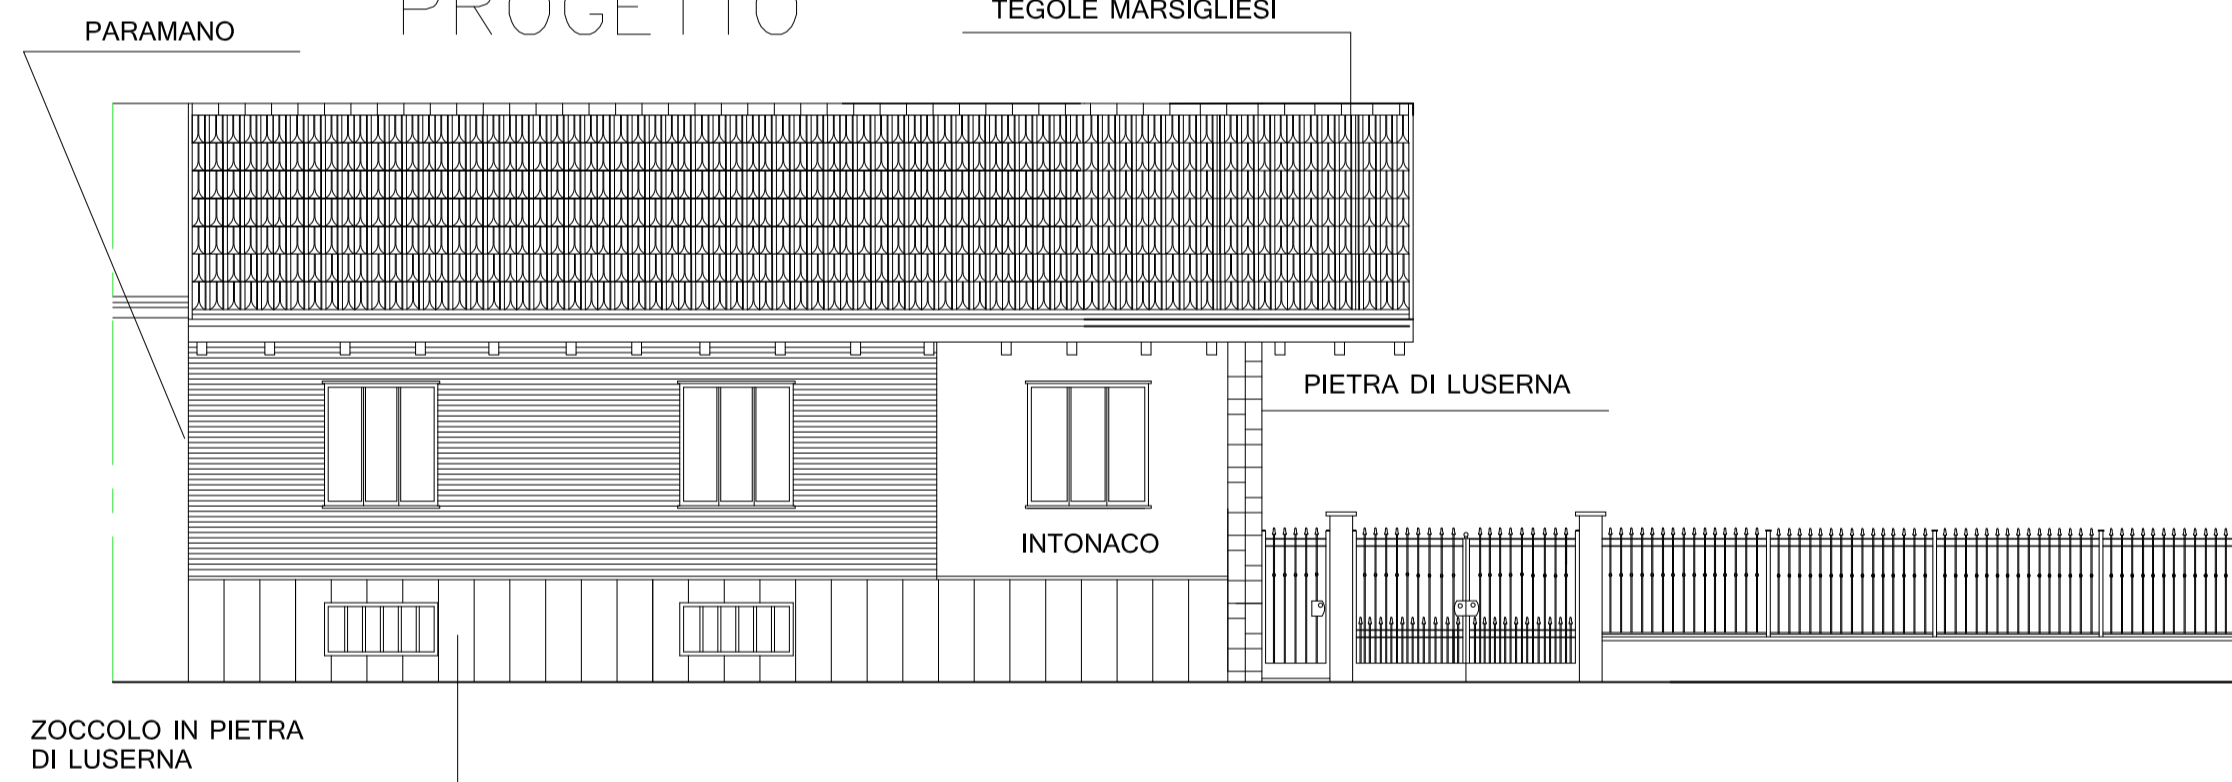 PROGETTO
TEGOLE MARSIGLIESI
PARAMANO
PIETRA DI LUSERNA
INTONACO
ZOCCOLO IN PIETRA
DI LUSERNA